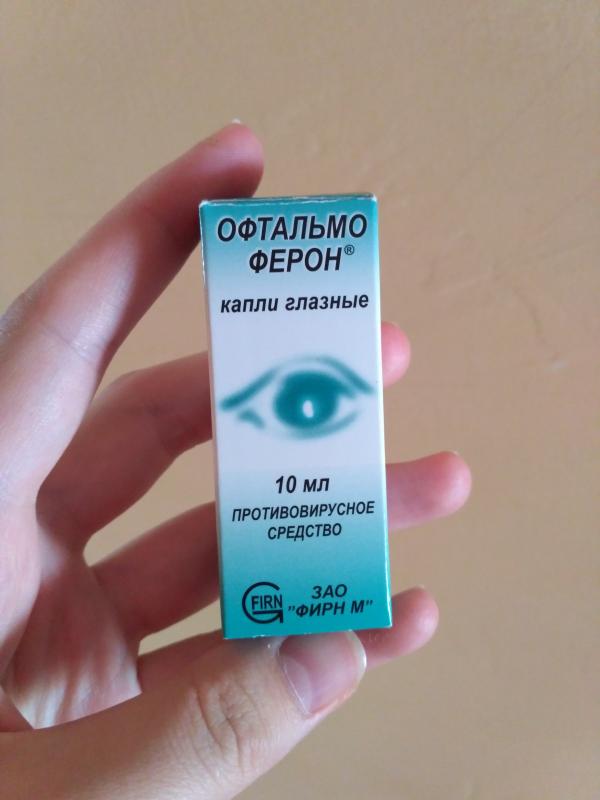 ОФТАЛЬМО
ФЕРОН®
капли глазные
10 мл
ПРОТИВОВИРУСНОЕ
СРЕДСТВО
FIRN
ЗАО
"ФИРН М"